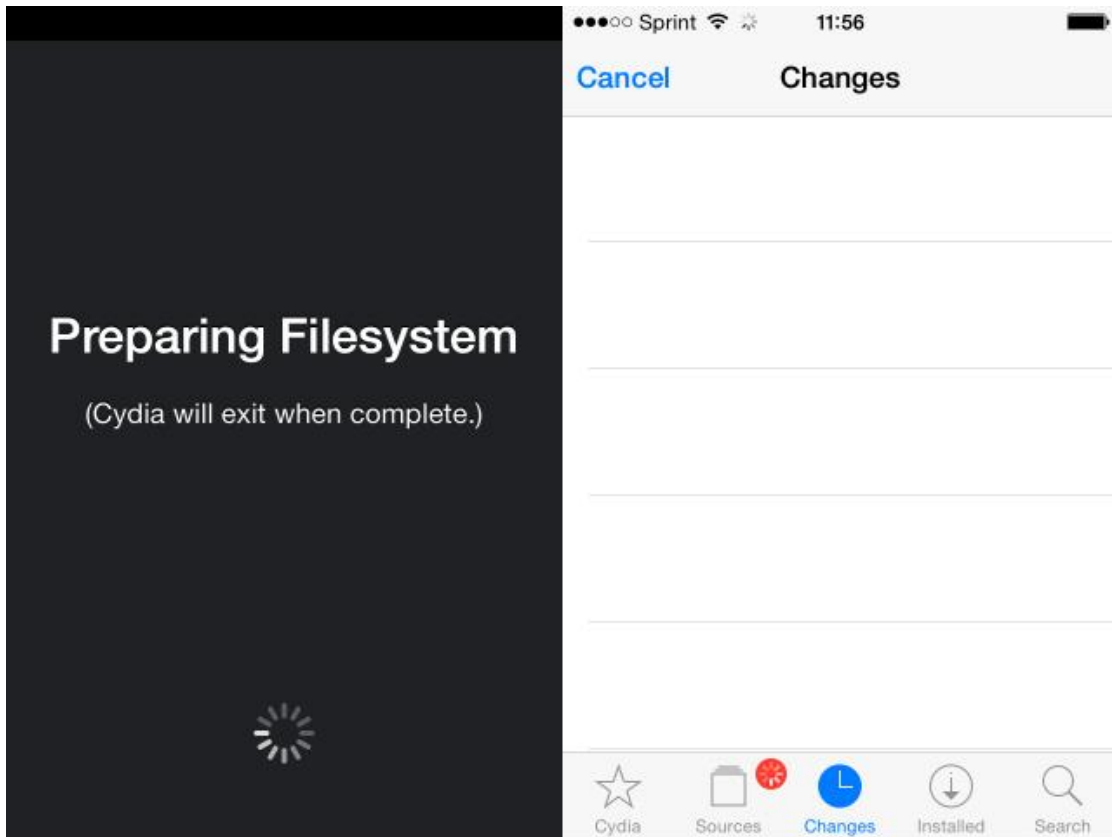 Preparing Filesystem
(Cydia will exit when complete.)
Sprint 11:56
Cancel Changes
Cydia Sources Changes Installed Search